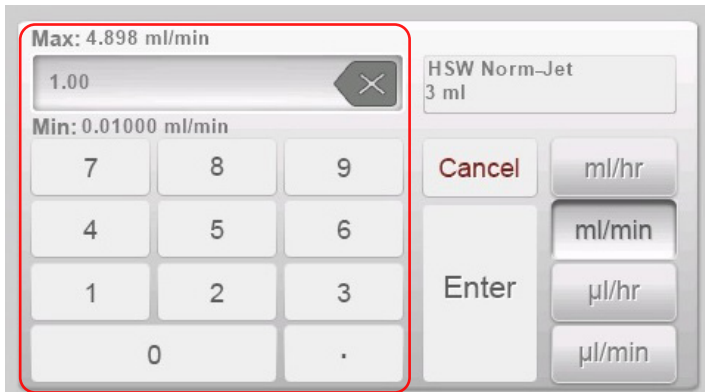 Max: 4.898 ml/min
1.00
Min: 0.01000 ml/min
HSW Norm-Jet
3 ml
7 8 9 Cancel ml/hr
4 5 6 ml/min
1 2 3 Enter µl/hr
0 . µl/min